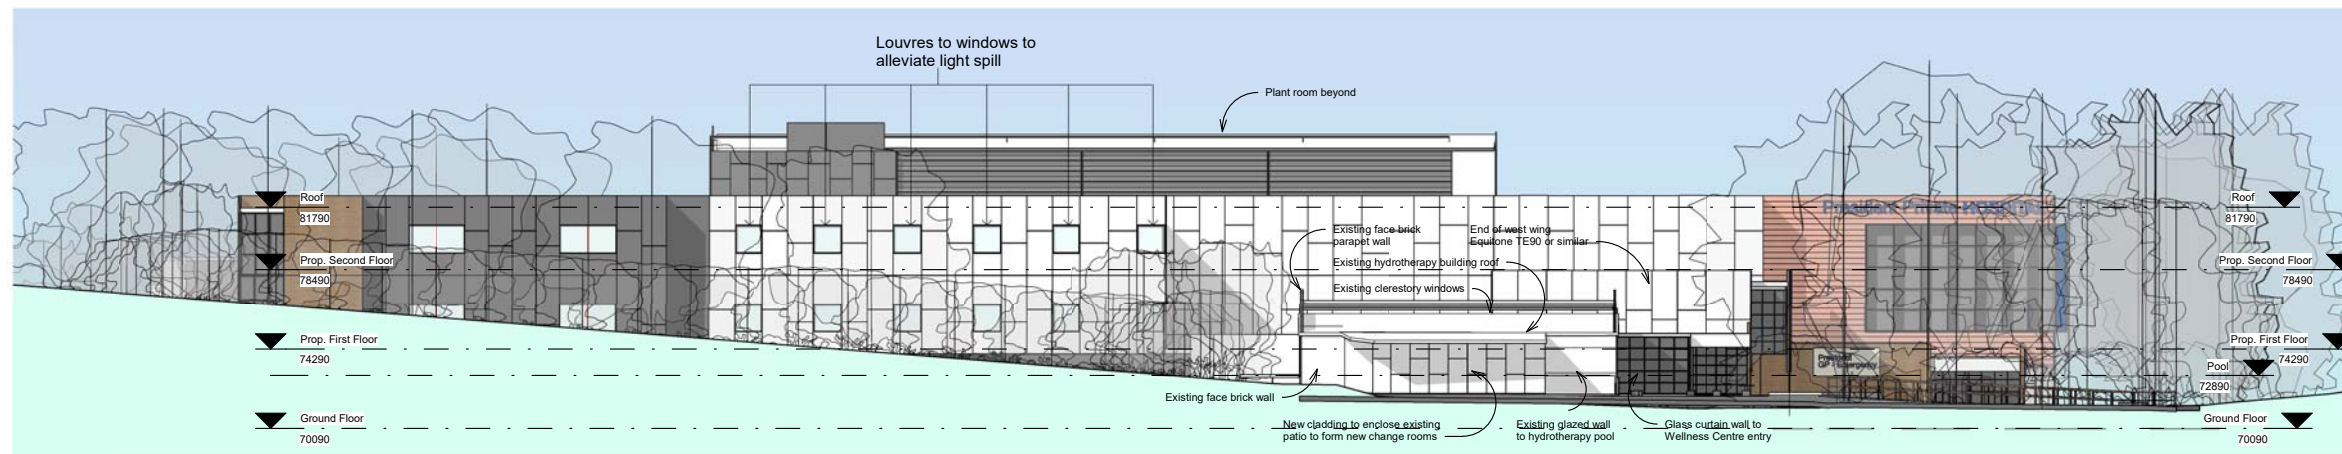 Louvres to windows to
alleviate light spill
Plant room beyond
Roof
81790
Prop. Second Floor
78490
Prop. First Floor
74290
Ground Floor
70090
Existing face brick
parapet wall
End of west wing
Equitone TE90 or similar
Existing hydrotherapy building roof
Existing clerestory windows
Existing face brick wall
New cladding to enclose existing
patio to form new change rooms
Existing glazed wall
to hydrotherapy pool
Glass curtain wall to
Wellness Centre entry
President Private HOSPITAL
President
Roof
81790
Prop. Second Floor
78490
Prop. First Floor
74290
Pool
72890
Ground Floor
70090